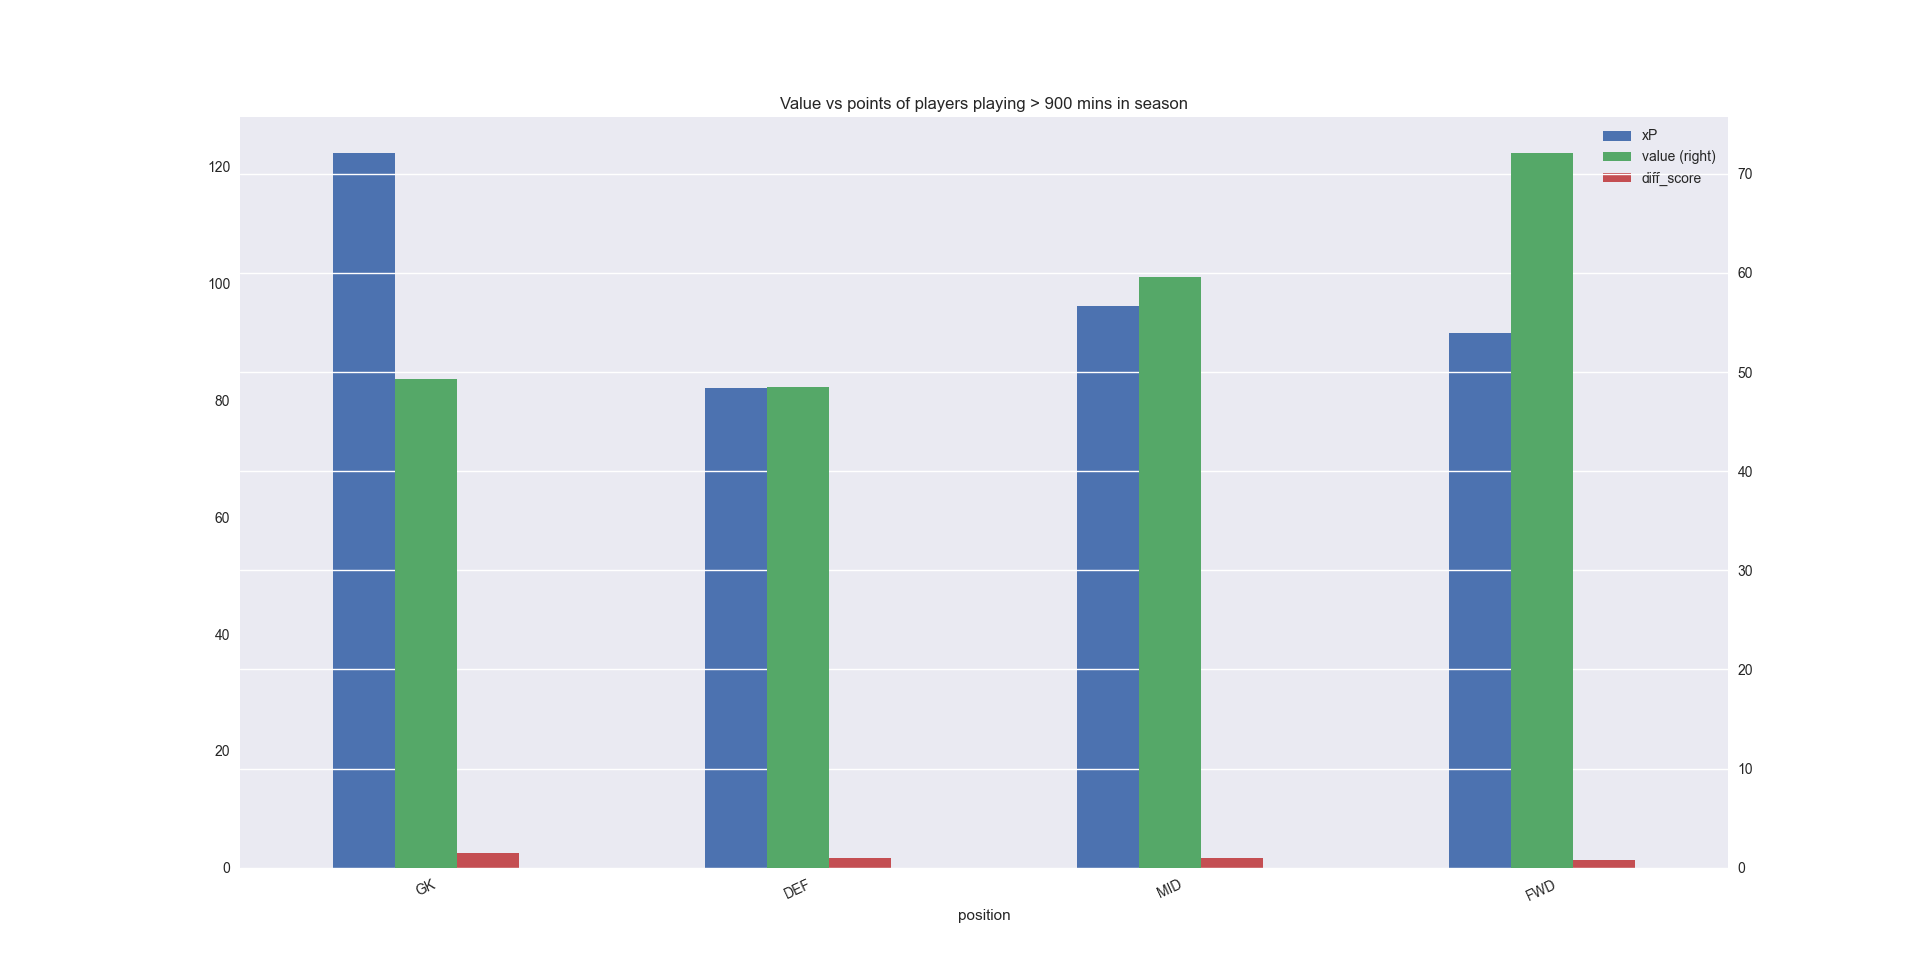 Value vs points of players playing > 900 mins in season
xP
value (right)
diff_score
120
100
80
60
40
20
0
70
60
50
40
30
20
10
0
GK
DEF
MID
FWD
position